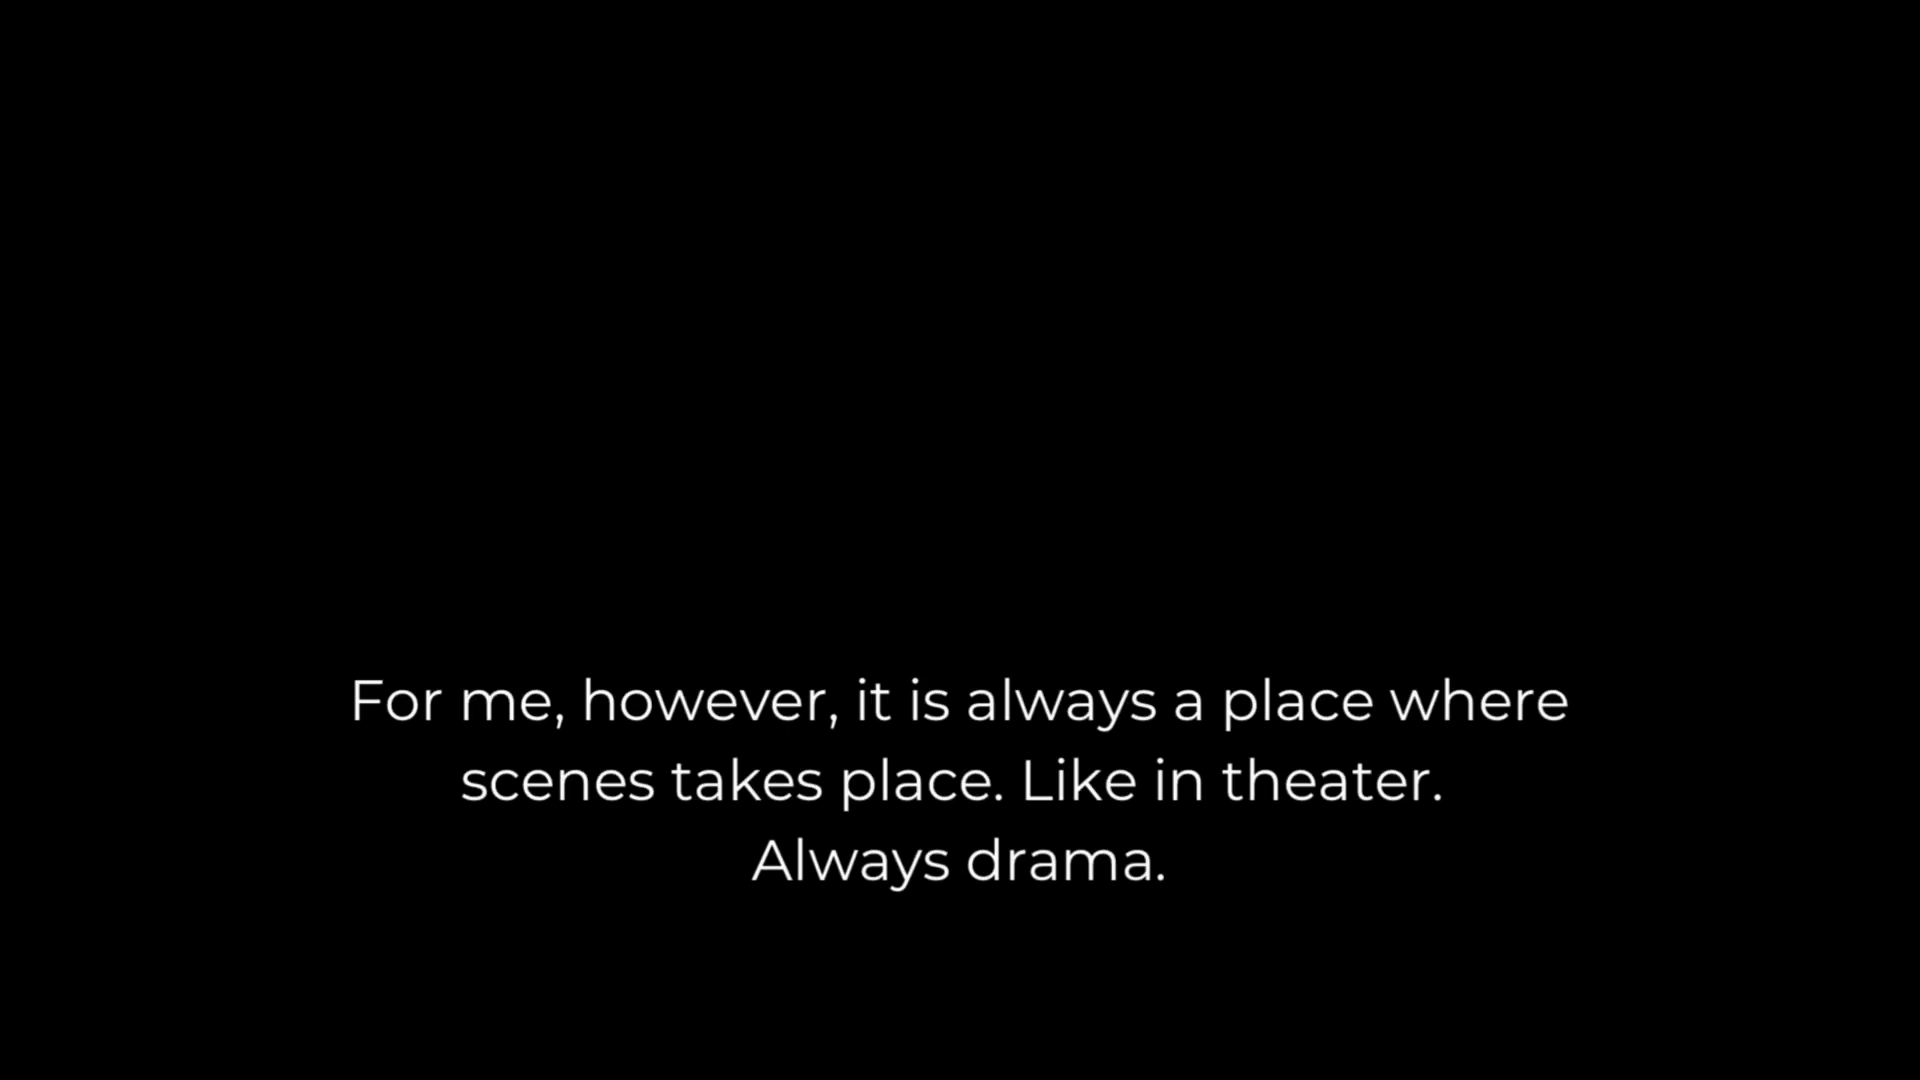 For me, however, it is always a place where
scenes takes place. Like in theater.
Always drama.